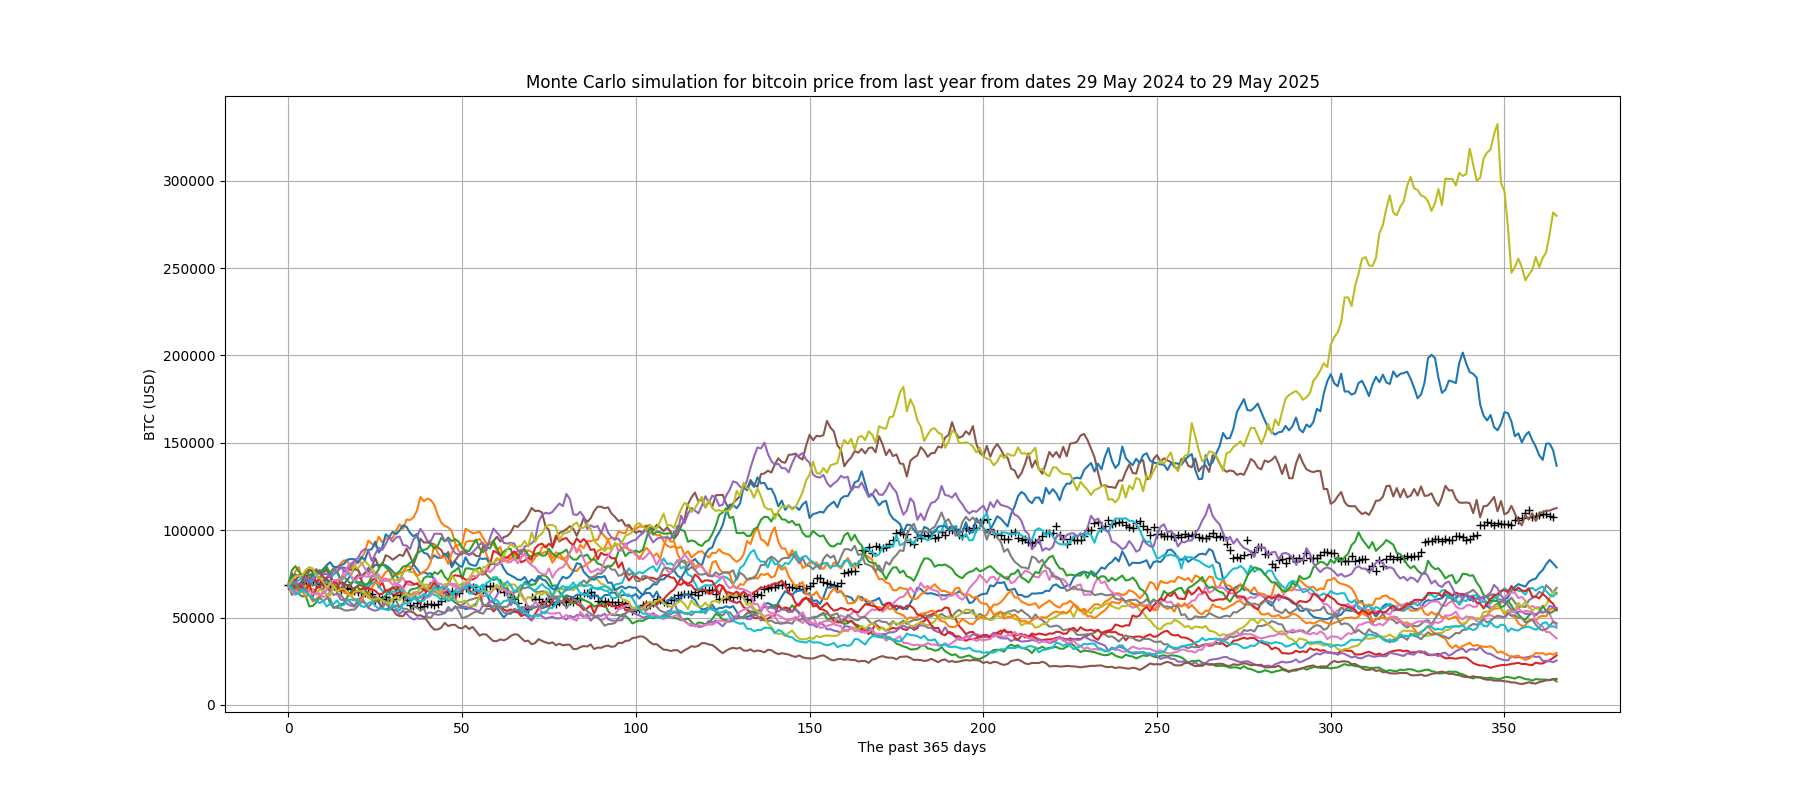 Monte Carlo simulation for bitcoin price from last year from dates 29 May 2024 to 29 May 2025
300000
250000
200000
150000
100000
50000
0
BTC (USD)
0 50 100 150 200 250 300 350
The past 365 days